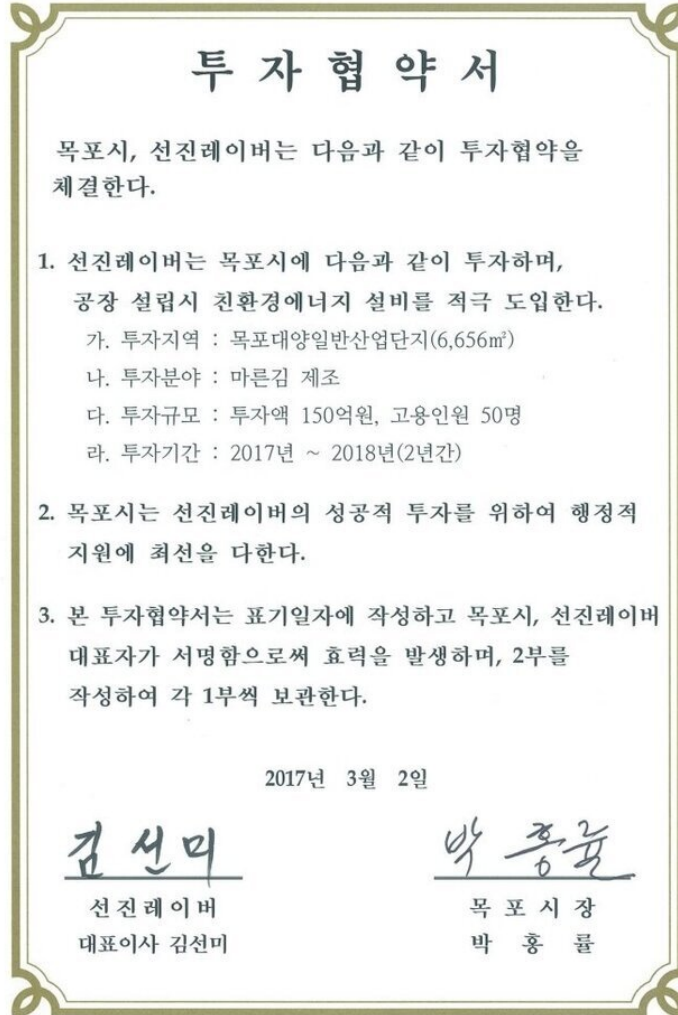 투 자 협 약 서
목포시, 선진레이버는 다음과 같이 투자협약을
체결한다.
1. 선진레이버는 목포시에 다음과 같이 투자하며,
공장 설립시 친환경에너지 설비를 적극 도입한다.
가. 투자지역 : 목포대양일반산업단지(6,656㎡)
나. 투자분야 : 마른김 제조
다. 투자규모 : 투자액 150억원, 고용인원 50명
라. 투자기간 : 2017년 ~ 2018년(2년간)
2. 목포시는 선진레이버의 성공적 투자를 위하여 행정적
지원에 최선을 다한다.
3. 본 투자협약서는 표기일자에 작성하고 목포시, 선진레이버
대표자가 서명함으로써 효력을 발생하며, 2부를
작성하여 각 1부씩 보관한다.
2017년 3월 2일
김 선 미
박 홍 률
선진레이버
목 포 시 장
대표이사 김선미
박 홍 률